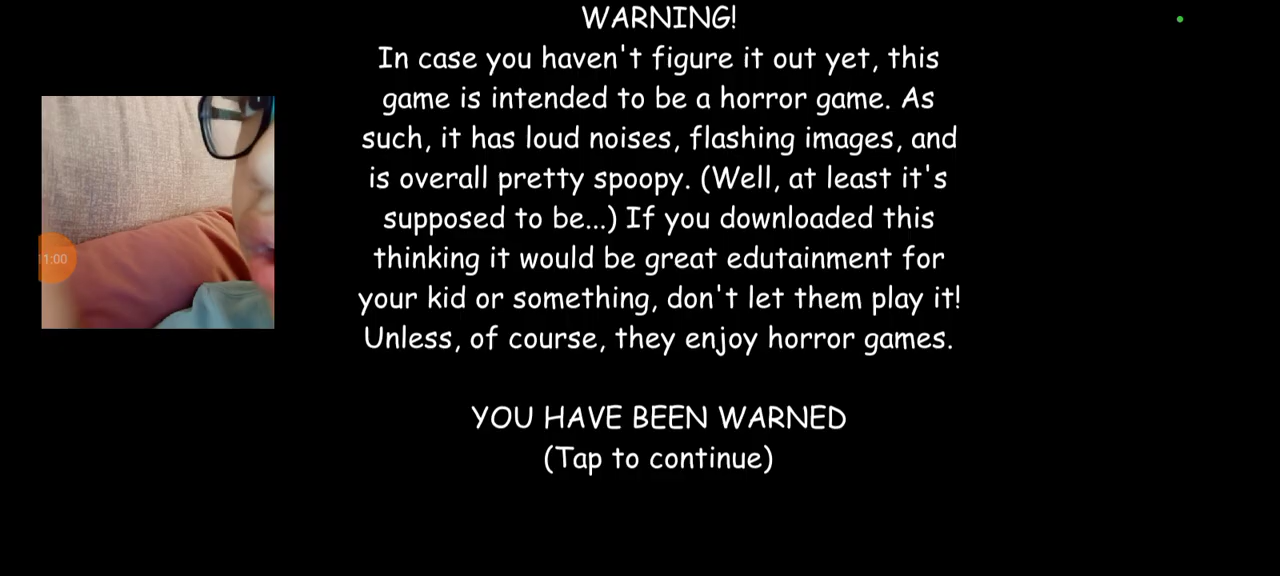 WARNING!
In case you haven't figure it out yet, this
game is intended to be a horror game. As
such, it has loud noises, flashing images, and
is overall pretty spoopy. (Well, at least it's
supposed to be...) If you downloaded this
thinking it would be great edutainment for
your kid or something, don't let them play it!
Unless, of course, they enjoy horror games.
YOU HAVE BEEN WARNED
(Tap to continue)